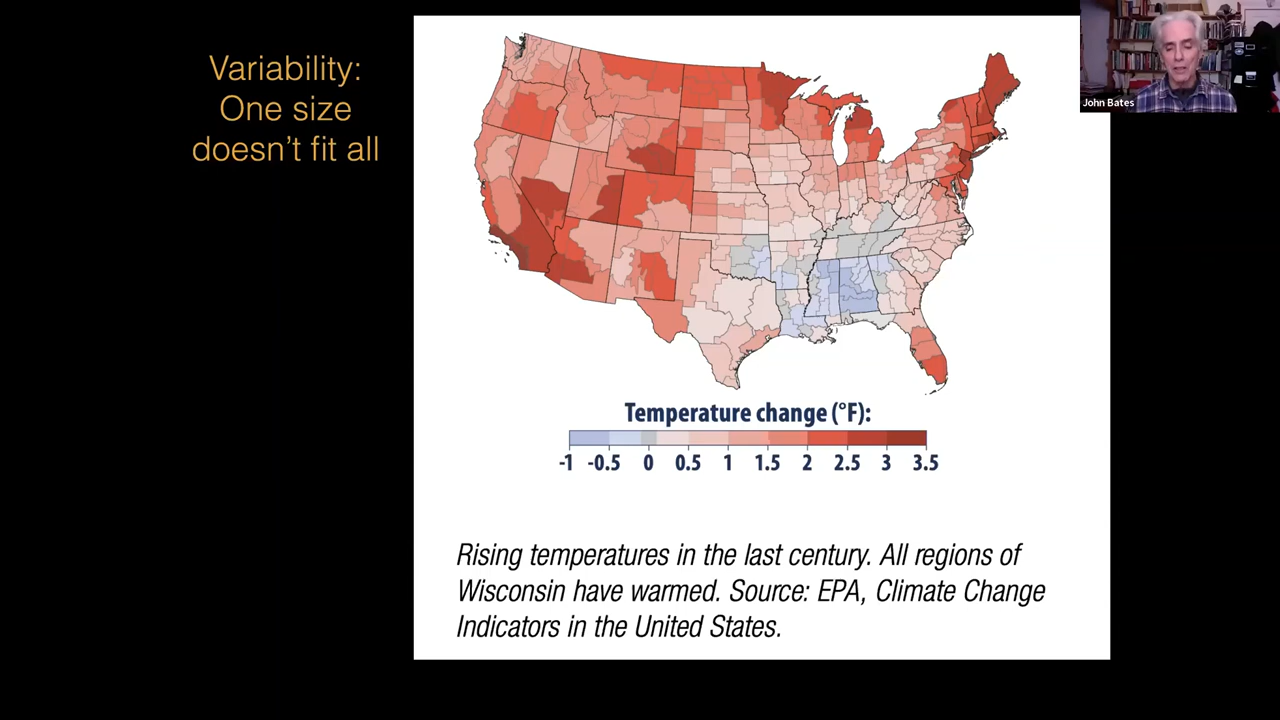 Variability:
One size
doesn't fit all
John Bates
Temperature change (°F):
-1 -0.5 0 0.5 1 1.5 2 2.5 3 3.5
Rising temperatures in the last century. All regions of
Wisconsin have warmed. Source: EPA, Climate Change
Indicators in the United States.